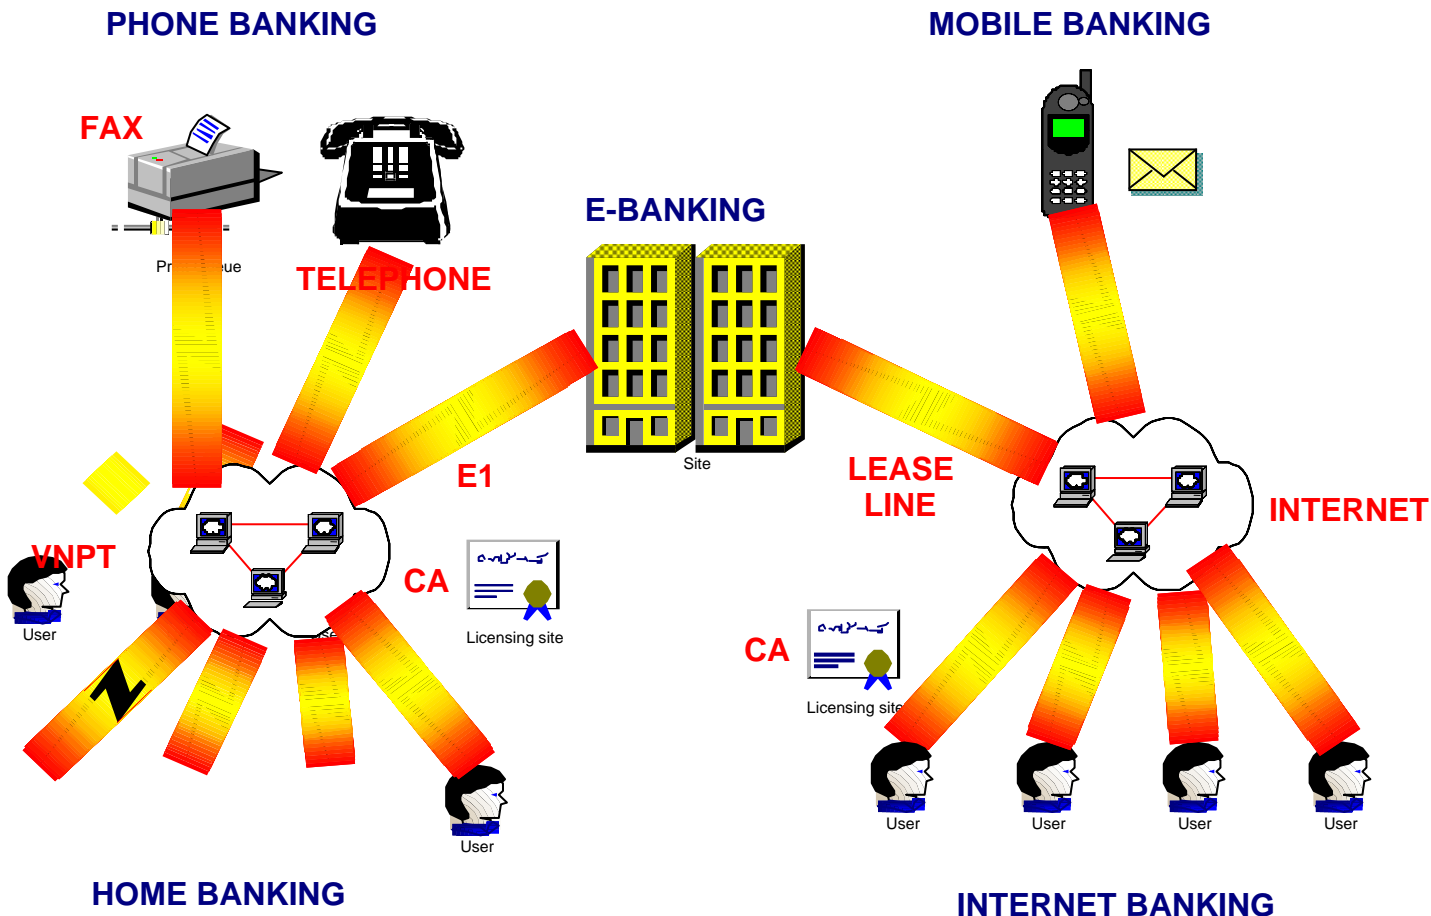 PHONE BANKING
MOBILE BANKING
FAX
E-BANKING
TELEPHONE
E1
Site
LEASE
LINE
INTERNET
VNPT
CA
User
Licensing site
CA
Licensing site
User
User
User
User
User
HOME BANKING
INTERNET BANKING